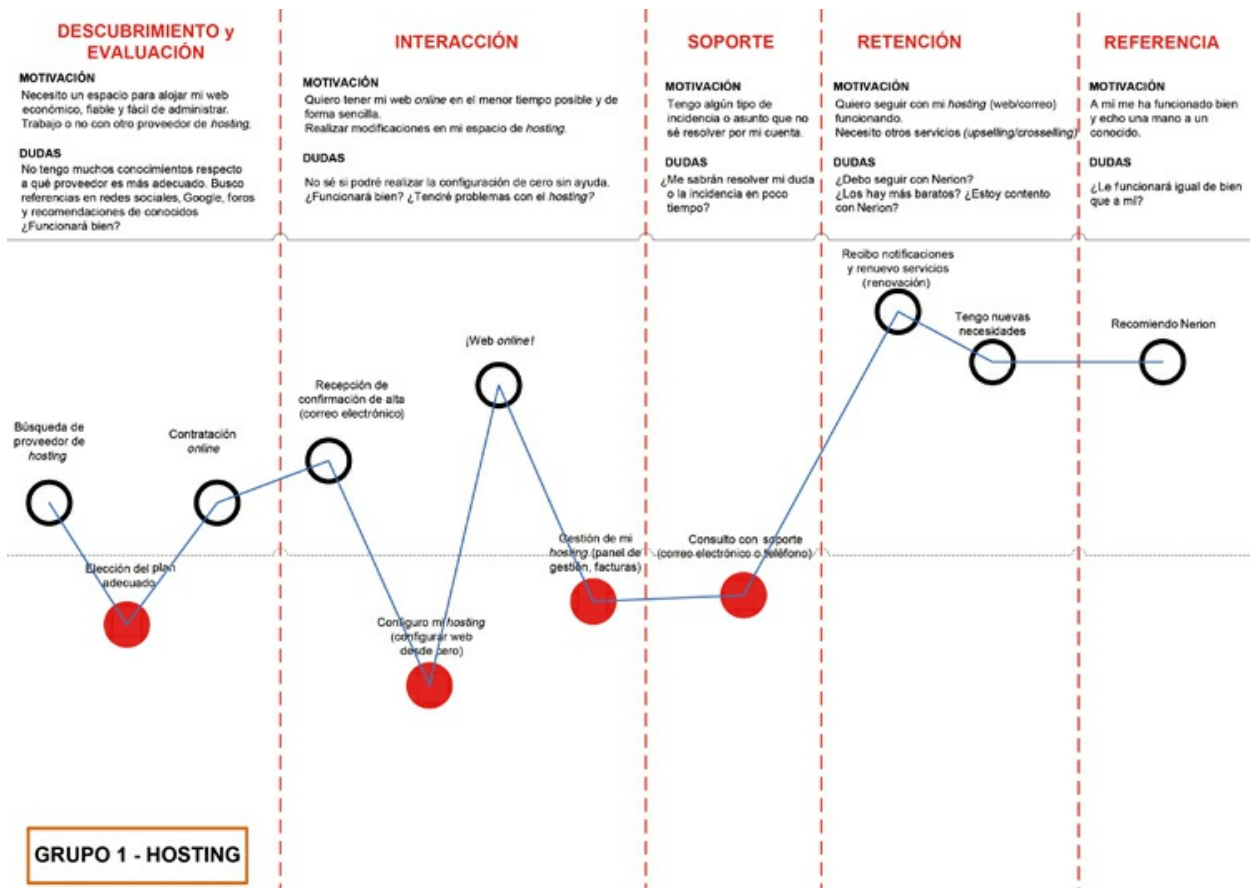 DESCUBRIMIENTO y
EVALUACIÓN
MOTIVACIÓN
Necesito un espacio para alojar mi web
económico, fiable y fácil de administrar.
Trabajo o no con otro proveedor de hosting.
DUDAS
No tengo muchos conocimientos respecto
a qué proveedor es más adecuado. Busco
referencias en redes sociales, Google, foros
y recomendaciones de conocidos
¿Funcionará bien?
INTERACCIÓN
MOTIVACIÓN
Quiero tener mi web online en el menor tiempo posible y de
forma sencilla.
Realizar modificaciones en mi espacio de hosting.
DUDAS
No sé si podré realizar la configuración de cero sin ayuda.
¿Funcionará bien? ¿Tendré problemas con el hosting?
SOPORTE
MOTIVACIÓN
Tengo algún tipo de
incidencia o asunto que no
sé resolver por mi cuenta.
DUDAS
¿Me sabrán resolver mi duda
o la incidencia en poco
tiempo?
RETENCIÓN
MOTIVACIÓN
Quiero seguir con mi hosting (web/correo)
funcionando.
Necesito otros servicios (upselling/crosselling)
DUDAS
¿Debo seguir con Nerion?
¿Los hay más baratos? ¿Estoy contento
con Nerion?
REFERENCIA
MOTIVACIÓN
A mi me ha funcionado bien
y echo una mano a un
conocido.
DUDAS
¿Le funcionará igual de bien
que a mí?
Búsqueda de
proveedor de
hosting
Elección del plan
adecuado
Contratación
online
Recepción de
confirmación de alta
(correo electrónico)
Configuro mi hosting
(configurar web
desde cero)
¡Web online!
Gestión de mi
hosting (panel de
gestión, facturas)
Consulto con soporte
(correo electrónico o teléfono)
Recibo notificaciones
y renuevo servicios
(renovación)
Tengo nuevas
necesidades
Recomiendo Nerion
GRUPO 1 - HOSTING